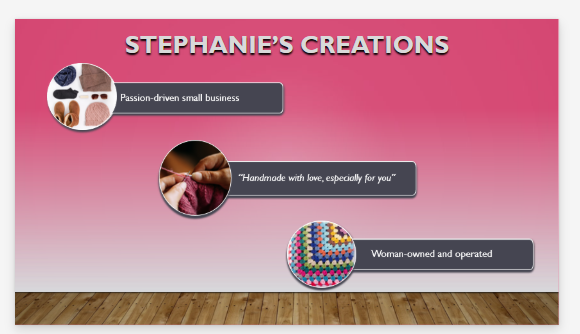 STEPHANIE’S CREATIONS
Passion-driven small business
"Handmade with love, especially for you"
Woman-owned and operated